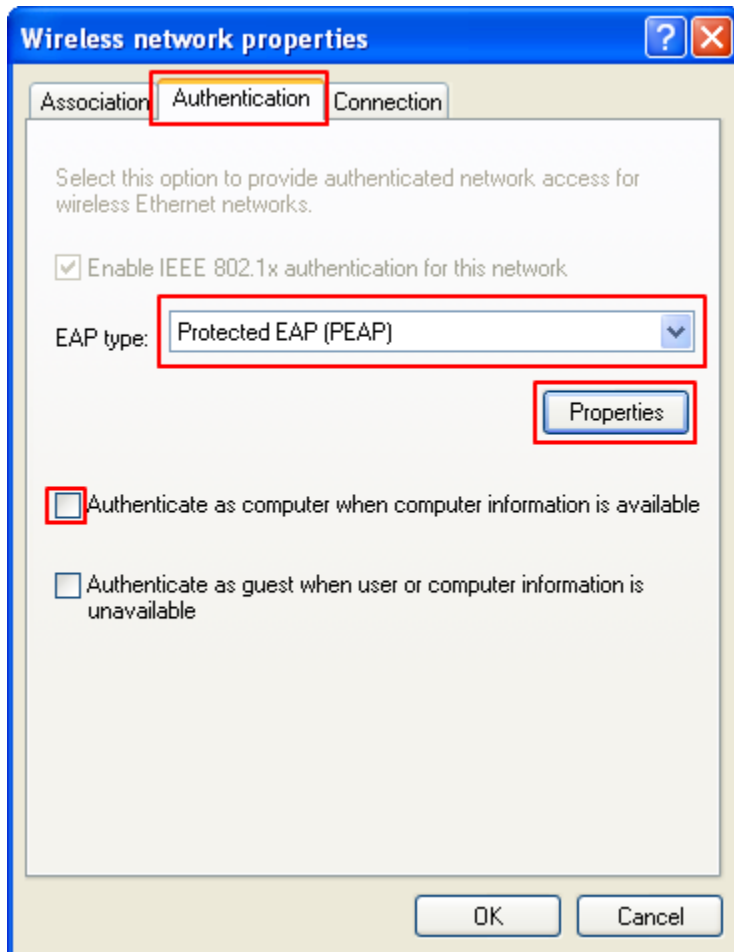 Wireless network properties
Association Authentication Connection
Select this option to provide authenticated network access for
wireless Ethernet networks.
Enable IEEE 802.1x authentication for this network
EAP type: Protected EAP (PEAP)
Properties
Authenticate as computer when computer information is available
Authenticate as guest when user or computer information is
unavailable
OK Cancel